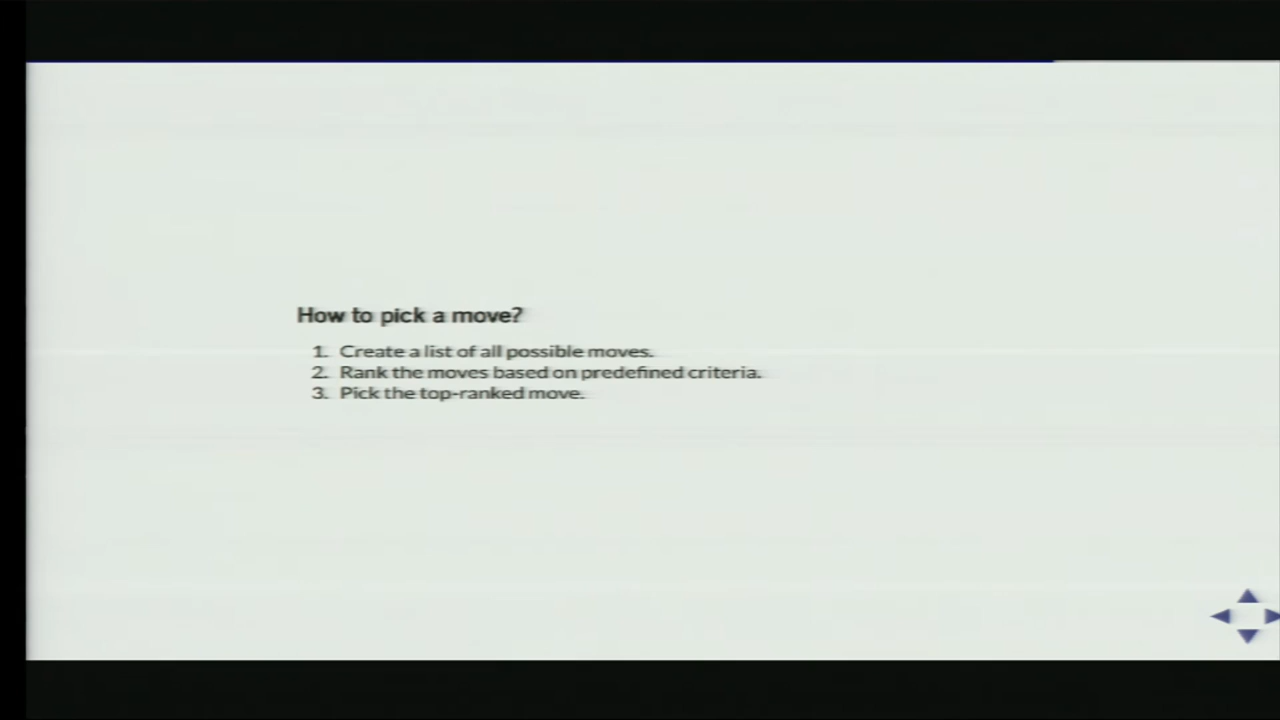 How to pick a move?
1. Create a list of all possible moves.
2. Rank the moves based on predefined criteria.
3. Pick the top-ranked move.